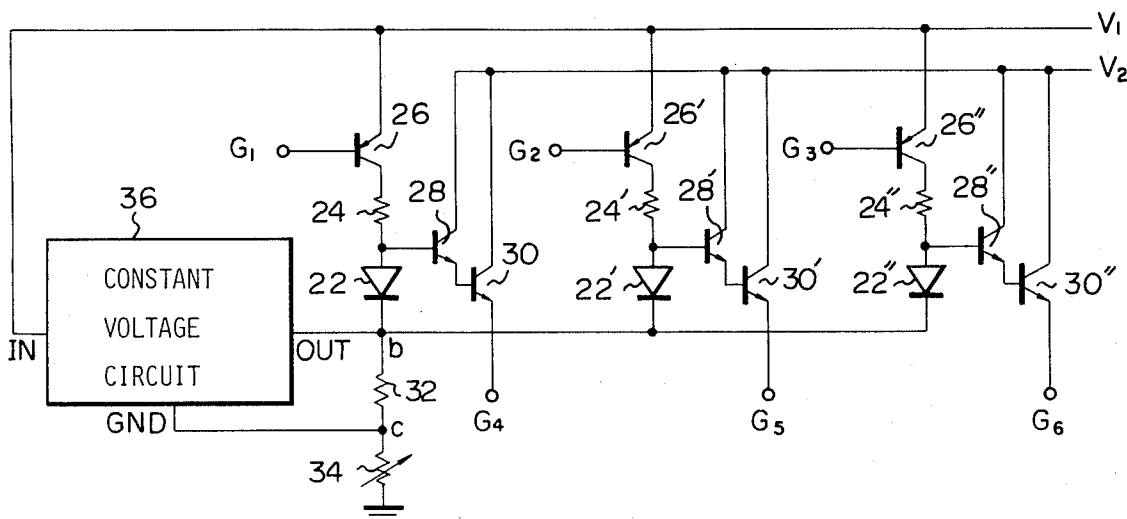 V₁
V₂
26
26′
26″
G₁
G₂
G₃
36
24
28
24′
28′
24″
28″
CONSTANT
VOLTAGE
CIRCUIT
22
30
22′
30′
22″
30″
IN
OUT
b
32
GND
c
G₄
G₅
G₆
34